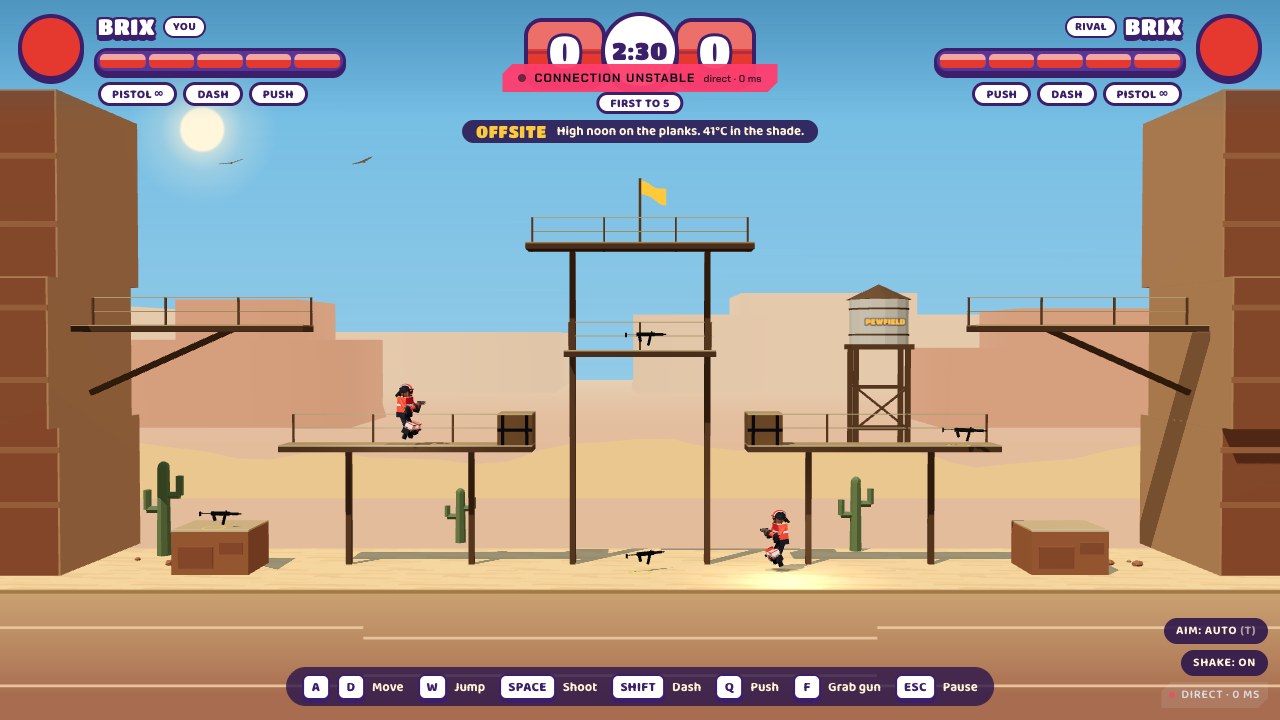 BRIX YOU
PISTOL ∞ DASH PUSH
1 2:30 1
CONNECTION UNSTABLE direct · 0 ms
FIRST TO 5
OFFSITE High noon on the planks. 41°C in the shade.
RIVAL BRIX
PUSH DASH PISTOL ∞
PEWFIELD
AIM: AUTO (T)
SHAKE: ON
DIRECT · 0 MS
A D Move W Jump SPACE Shoot SHIFT Dash Q Push F Grab gun ESC Pause